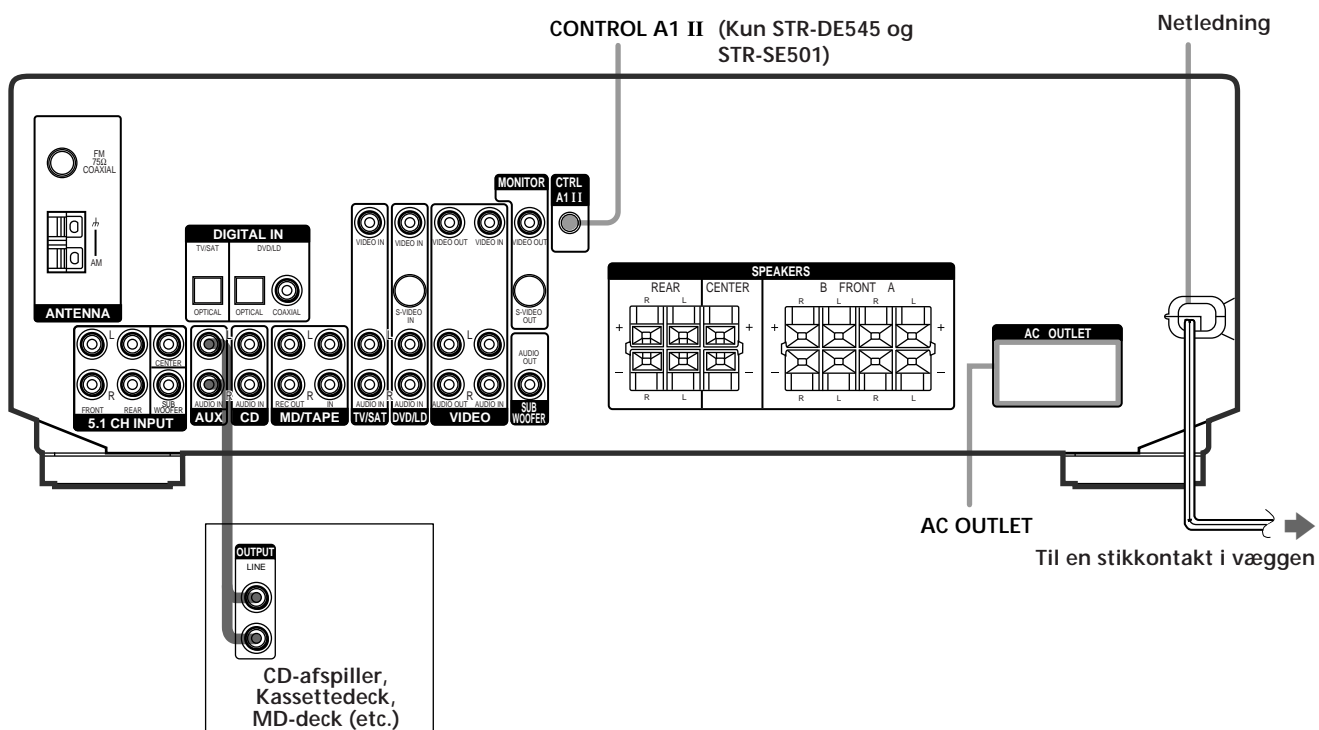 CONTROL A1 II (Kun STR-DE545 og
STR-SE501)
Netledning
FM
75Ω
COAXIAL
AM
ANTENNA
DIGITAL IN
TV/SAT
DVD/LD
OPTICAL
OPTICAL
COAXIAL
MONITOR
CTRL
A1 II
VIDEO IN
VIDEO IN
VIDEO OUT
VIDEO IN
VIDEO OUT
S-VIDEO
IN
S-VIDEO
OUT
SPEAKERS
REAR
CENTER
B FRONT A
R L R L R L
+ + +
– – –
R L R L R L
AC OUTLET
L L L L
CENTER
AUDIO
OUT
R R R R
FRONT
REAR
SUB
WOOFER
AUDIO IN
AUDIO IN
REC OUT
IN
AUDIO IN
AUDIO IN
AUDIO OUT
AUDIO IN
5.1 CH INPUT
AUX
CD
MD/TAPE
TV/SAT
DVD/LD
VIDEO
SUB
WOOFER
AC OUTLET
Til en stikkontakt i væggen
OUTPUT
LINE
CD-afspiller,
Kassettedeck,
MD-deck (etc.)